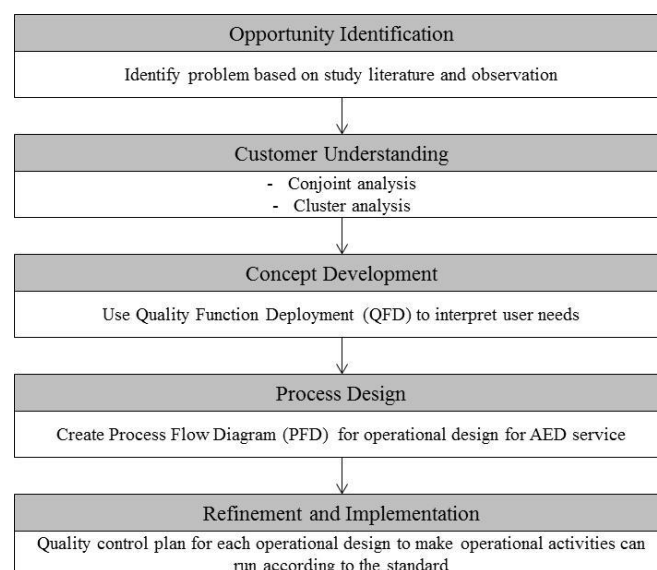 Opportunity Identification
Identify problem based on study literature and observation
Customer Understanding
- Conjoint analysis
- Cluster analysis
Concept Development
Use Quality Function Deployment (QFD) to interpret user needs
Process Design
Create Process Flow Diagram (PFD) for operational design for AED service
Refinement and Implementation
Quality control plan for each operational design to make operational activities can
run according to the standard